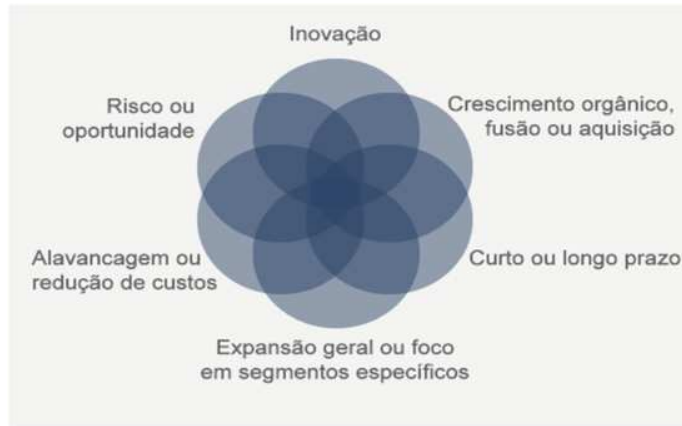 Inovação
Risco ou
oportunidade
Crescimento orgânico,
fusão ou aquisição
Alavancagem ou
redução de custos
Curto ou longo prazo
Expansão geral ou foco
em segmentos específicos